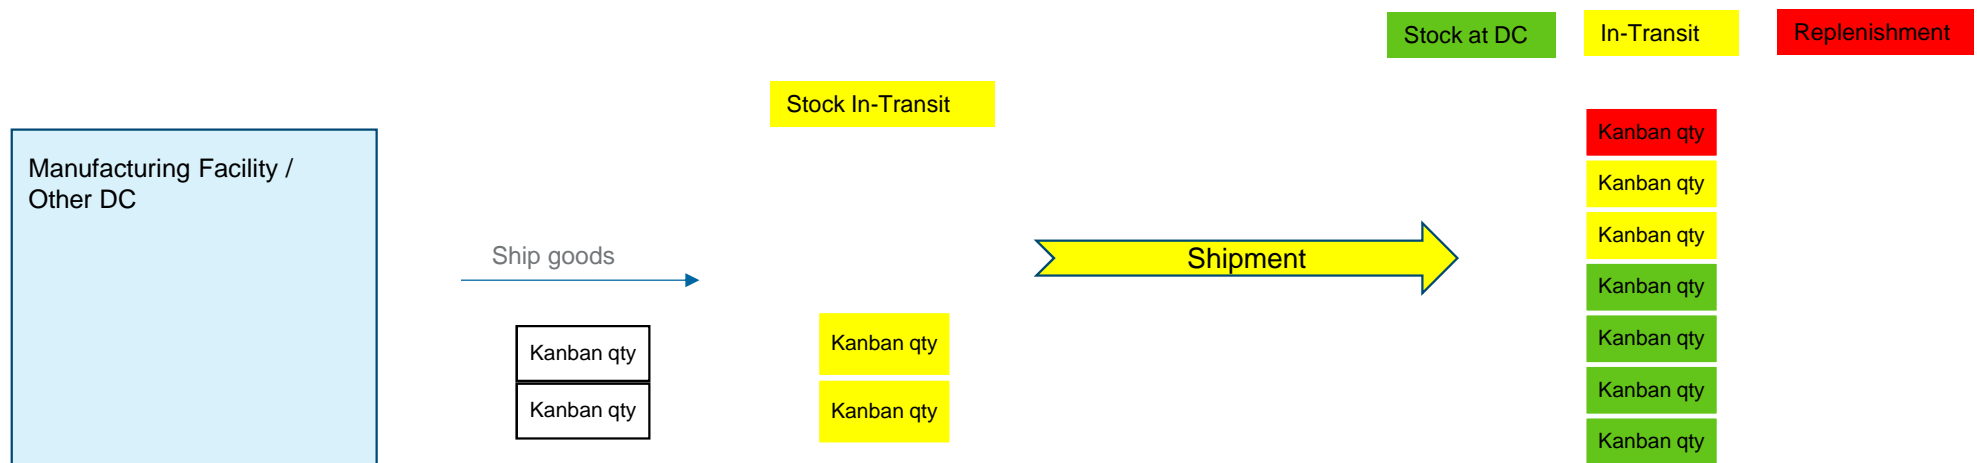 Stock at DC
In-Transit
Replenishment
Stock In-Transit
Manufacturing Facility /
Other DC
Ship goods
Shipment
Kanban qty
Kanban qty
Kanban qty
Kanban qty
Kanban qty
Kanban qty
Kanban qty
Kanban qty
Kanban qty
Kanban qty
Kanban qty